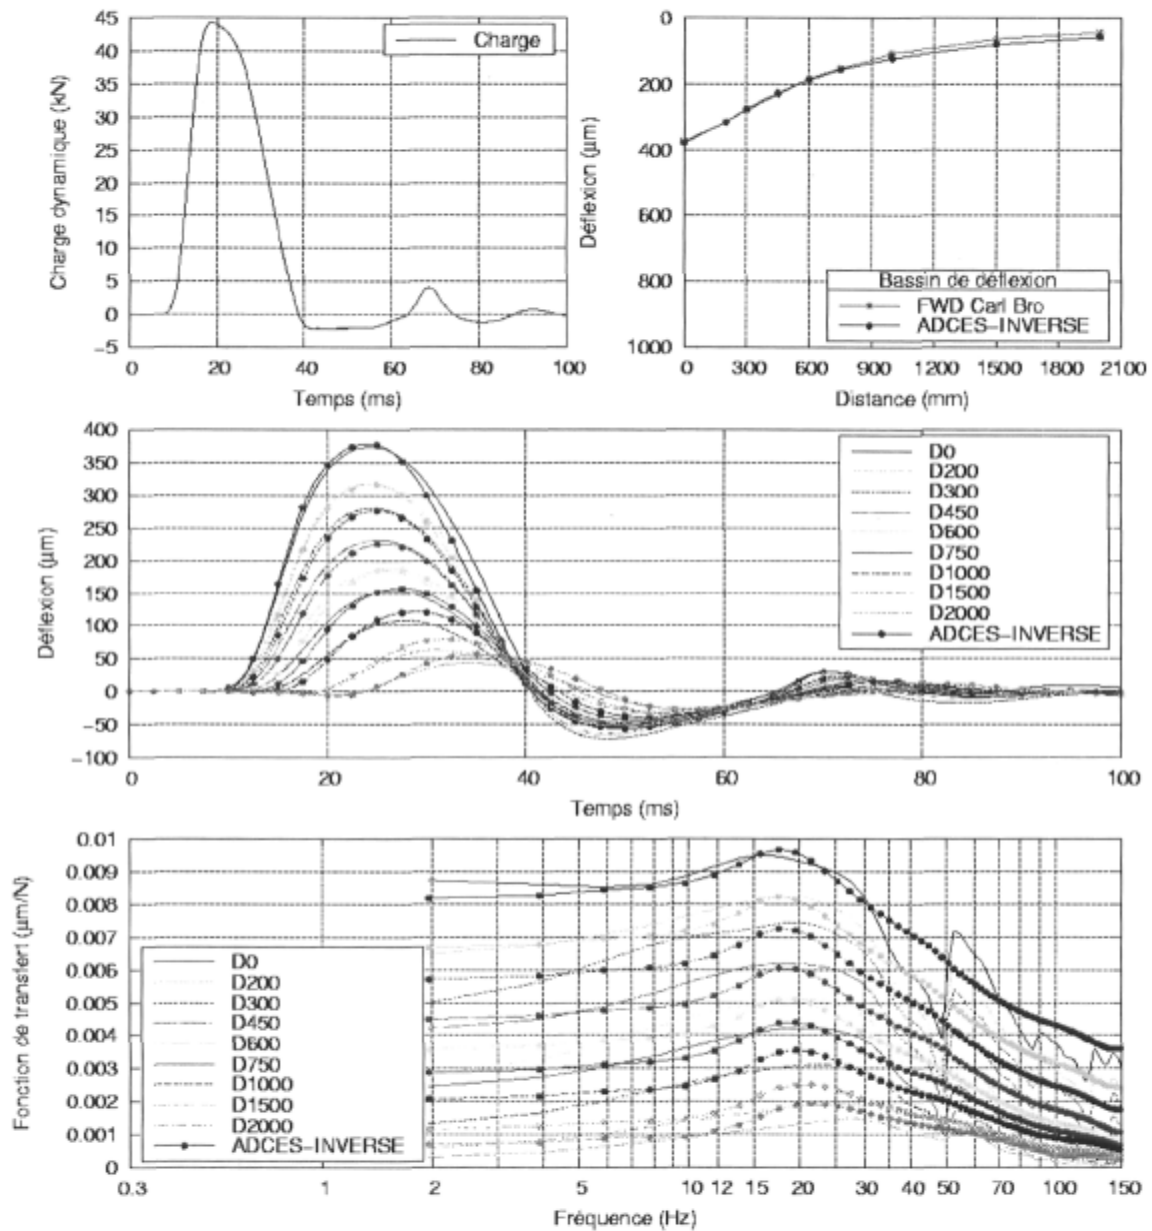 45
40
35
30
25
20
15
10
5
0
−5
0 20 40 60 80 100
Charge dynamique (kN)
Temps (ms)
Charge
0
200
400
600
800
1000
0 300 600 900 1200 1500 1800 2100
Déflexion (µm)
Distance (mm)
Bassin de déflexion
FWD Carl Bro
ADCES−INVERSE
400
350
300
250
200
150
100
50
0
−50
−100
0 20 40 60 80 100
Déflexion (µm)
Temps (ms)
D0
D200
D300
D450
D600
D750
D1000
D1500
D2000
ADCES−INVERSE
0.01
0.009
0.008
0.007
0.006
0.005
0.004
0.003
0.002
0.001
0
0.3 1 2 5 10 12 15 20 30 40 50 70 100 150
Fonction de transfert (µm/N)
Fréquence (Hz)
D0
D200
D300
D450
D600
D750
D1000
D1500
D2000
ADCES−INVERSE